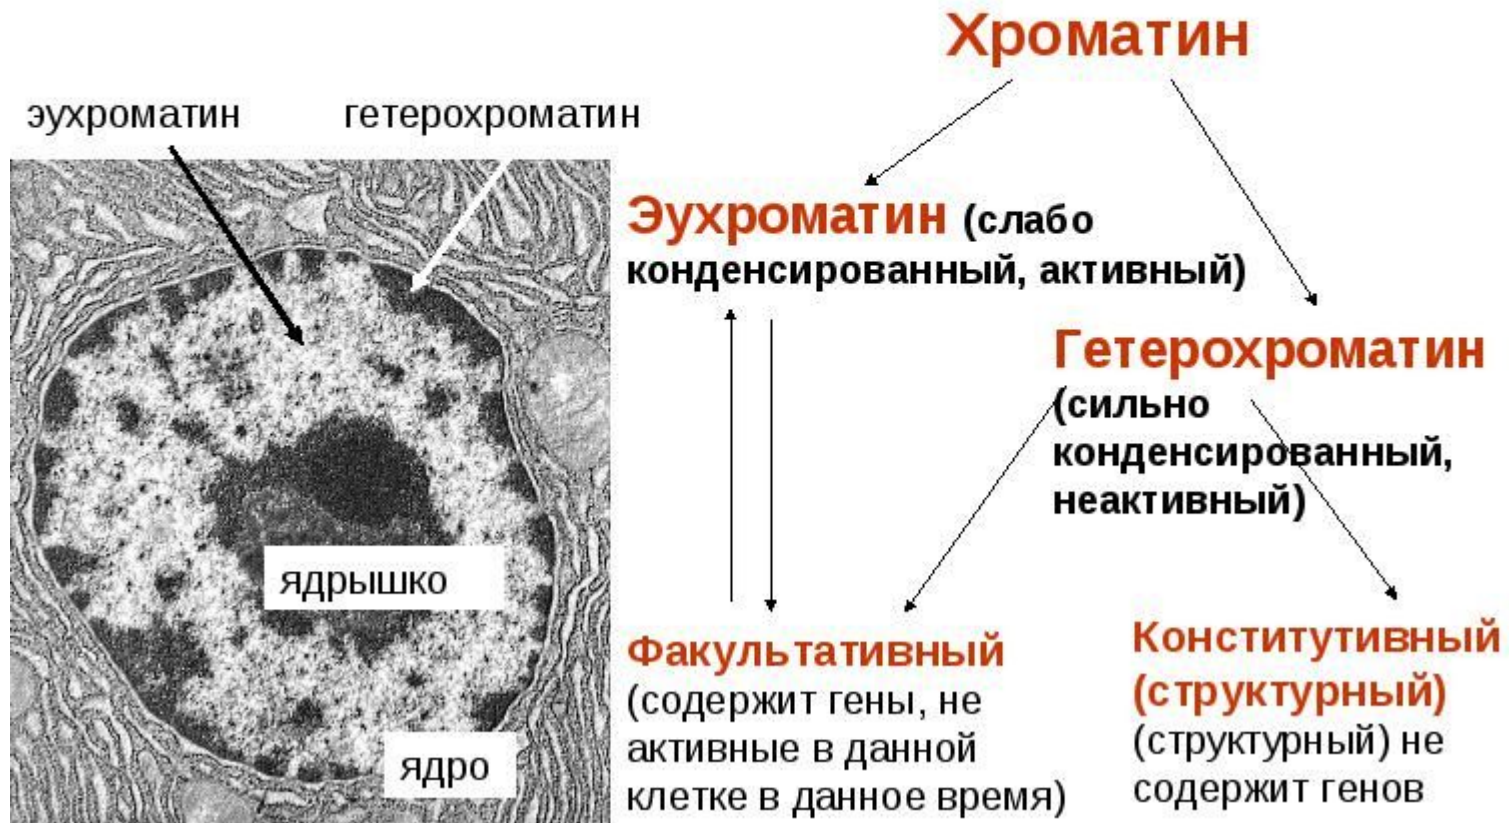 Хроматин
эухроматин
гетерохроматин
Эухроматин (слабо
конденсированный, активный)
Гетерохроматин
(сильно
конденсированный,
неактивный)
ядрышко
ядро
Факультативный
(содержит гены, не
активные в данной
клетке в данное время)
Конститутивный
(структурный)
(структурный) не
содержит генов